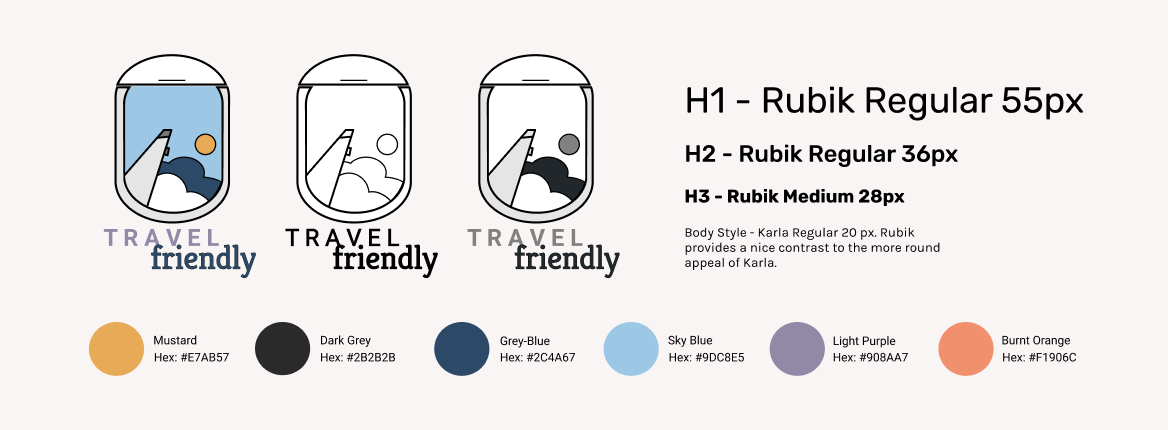 TRAVEL
friendly
TRAVEL
friendly
TRAVEL
friendly
H1 - Rubik Regular 55px
H2 - Rubik Regular 36px
H3 - Rubik Medium 28px
Body Style - Karla Regular 20 px. Rubik
provides a nice contrast to the more round
appeal of Karla.
Mustard
Hex: #E7AB57
Dark Grey
Hex: #2B2B2B
Grey-Blue
Hex: #2C4A67
Sky Blue
Hex: #9DC8E5
Light Purple
Hex: #908AA7
Burnt Orange
Hex: #F1906C